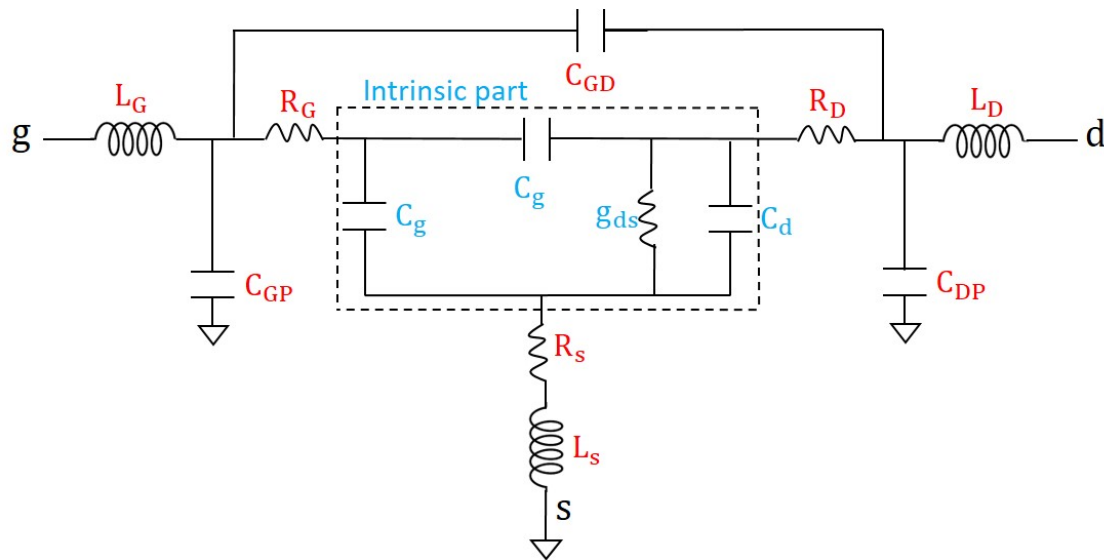 C_GD
L_G
R_G
Intrinsic part
R_D
L_D
g
d
C_g
C_g
g_ds
C_d
C_GP
C_DP
R_s
L_s
s